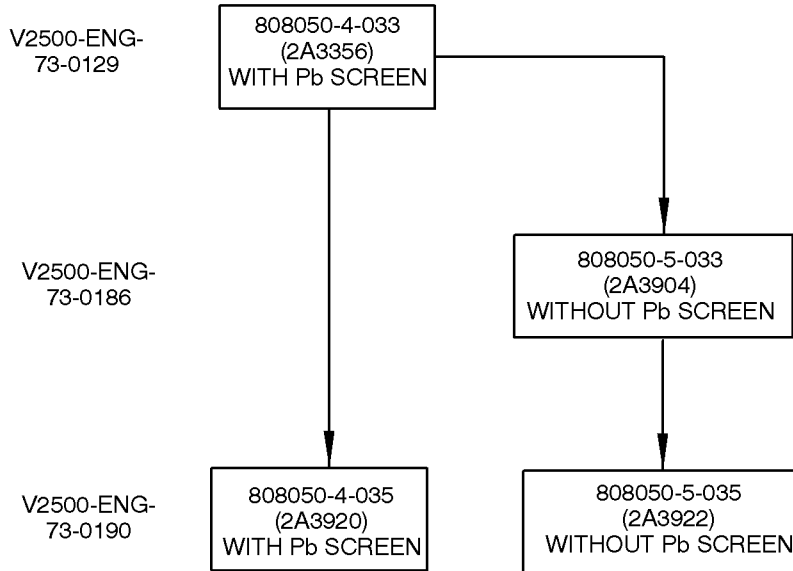 V2500-ENG-
73-0129
808050-4-033
(2A3356)
WITH Pb SCREEN
V2500-ENG-
73-0186
808050-5-033
(2A3904)
WITHOUT Pb SCREEN
V2500-ENG-
73-0190
808050-4-035
(2A3920)
WITH Pb SCREEN
808050-5-035
(2A3922)
WITHOUT Pb SCREEN